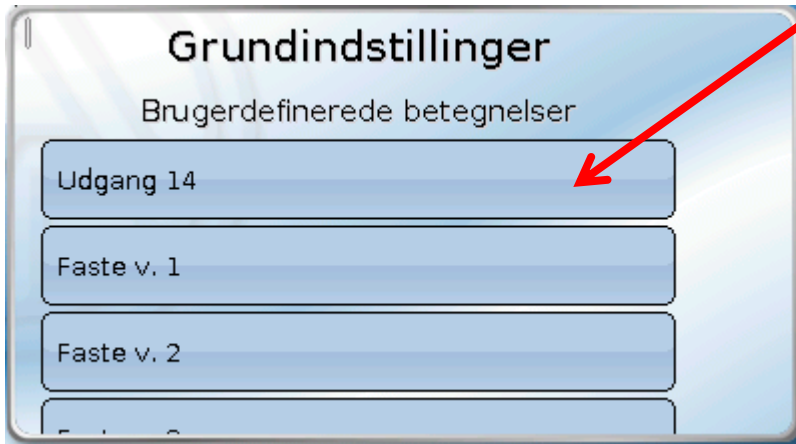 Grundindstillinger
Brugerdefinerede betegnelser
Udgang 14
Faste v. 1
Faste v. 2